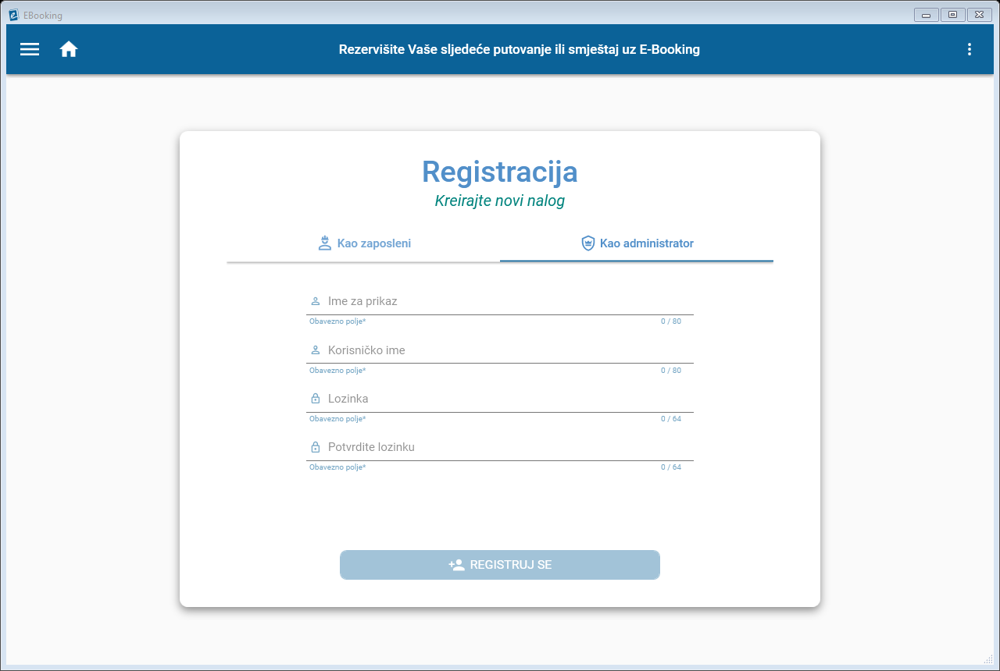 EBooking
Rezervišite Vaše sljedeće putovanje ili smještaj uz E-Booking
Registracija
Kreirajte novi nalog
Kao zaposleni
Kao administrator
Ime za prikaz
Obavezno polje*
0 / 80
Korisničko ime
Obavezno polje*
0 / 80
Lozinka
Obavezno polje*
0 / 64
Potvrdite lozinku
Obavezno polje*
0 / 64
REGISTRUJ SE